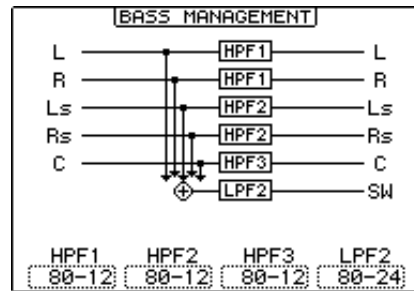 BASS MANAGEMENT
L HPF1 L
R HPF1 R
Ls HPF2 Ls
Rs HPF2 Rs
C HPF3 C
LPF2 SW
HPF1 HPF2 HPF3 LPF2
80-12 80-12 80-12 80-24